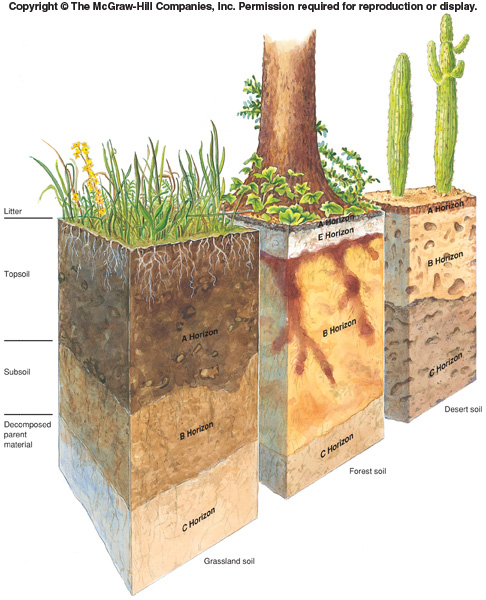 Copyright © The McGraw-Hill Companies, Inc. Permission required for reproduction or display.
Litter
Topsoil
Subsoil
Decomposed
parent
material
A Horizon
B Horizon
C Horizon
Grassland soil
A Horizon
E Horizon
B Horizon
C Horizon
Forest soil
A Horizon
B Horizon
C Horizon
Desert soil